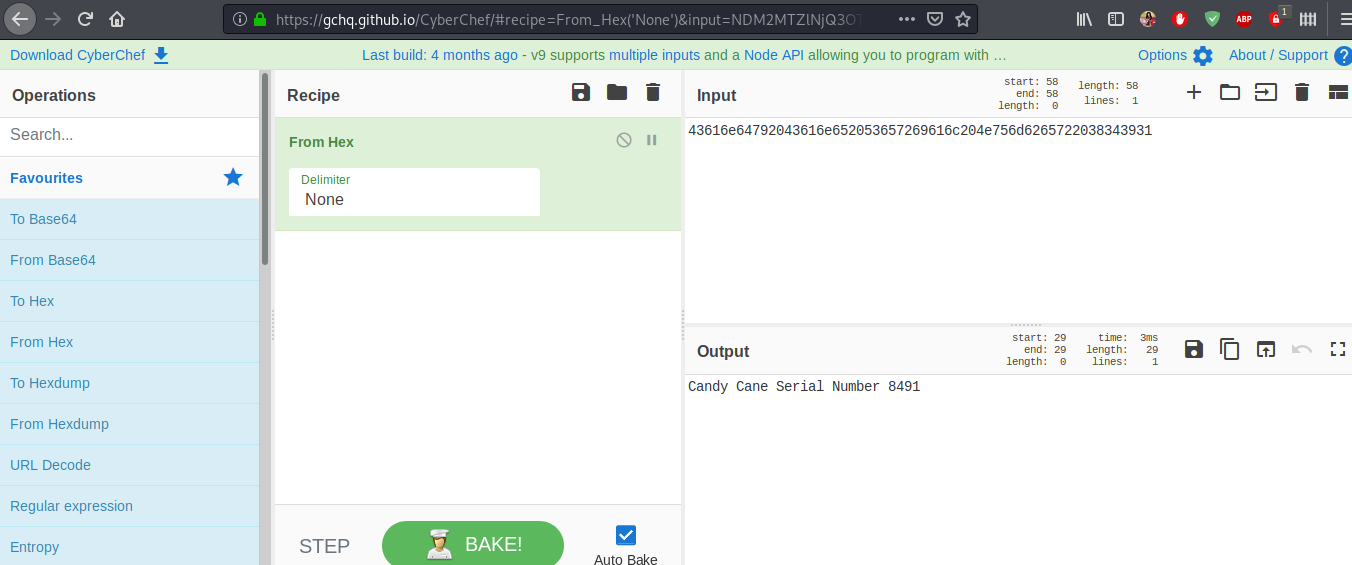 https://gchq.github.io/CyberChef/#recipe=From_Hex('None')&input=NDM2MTZlNjQ3OT
ABP
1
Download CyberChef
Last build: 4 months ago - v9 supports multiple inputs and a Node API allowing you to program with …
Options
About / Support
Operations
Search...
Favourites
To Base64
From Base64
To Hex
From Hex
To Hexdump
From Hexdump
URL Decode
Regular expression
Entropy
Recipe
From Hex
Delimiter
None
STEP
BAKE!
Auto Bake
Input
start: 58
end: 58
length: 0
length: 58
lines: 1
43616e64792043616e652053657269616c204e756d6265722038343931
Output
start: 29
end: 29
length: 0
time: 3ms
length: 29
lines: 1
Candy Cane Serial Number 8491